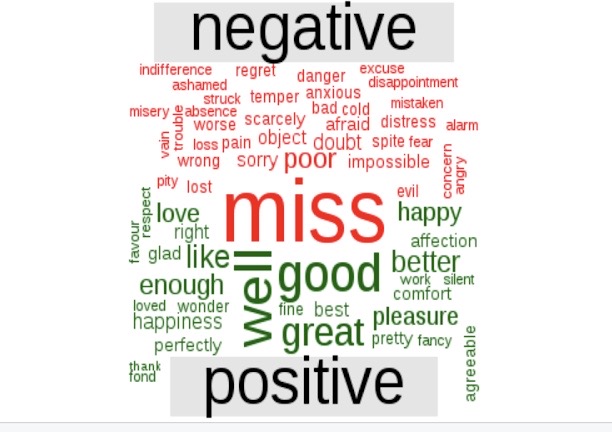 negative
indifference regret danger excuse
ashamed disappointment
struck temper anxious
misery absence bad cold mistaken
vain trouble worse scarcely afraid distress alarm
loss pain object doubt spite fear
wrong sorry poor impossible concern angry
pity lost miss evil
favour respect love happy
right affection
glad like well good better
enough work silent
comfort
loved wonder fine best
happiness great pleasure
perfectly pretty fancy
agreeable
thank
fond
positive